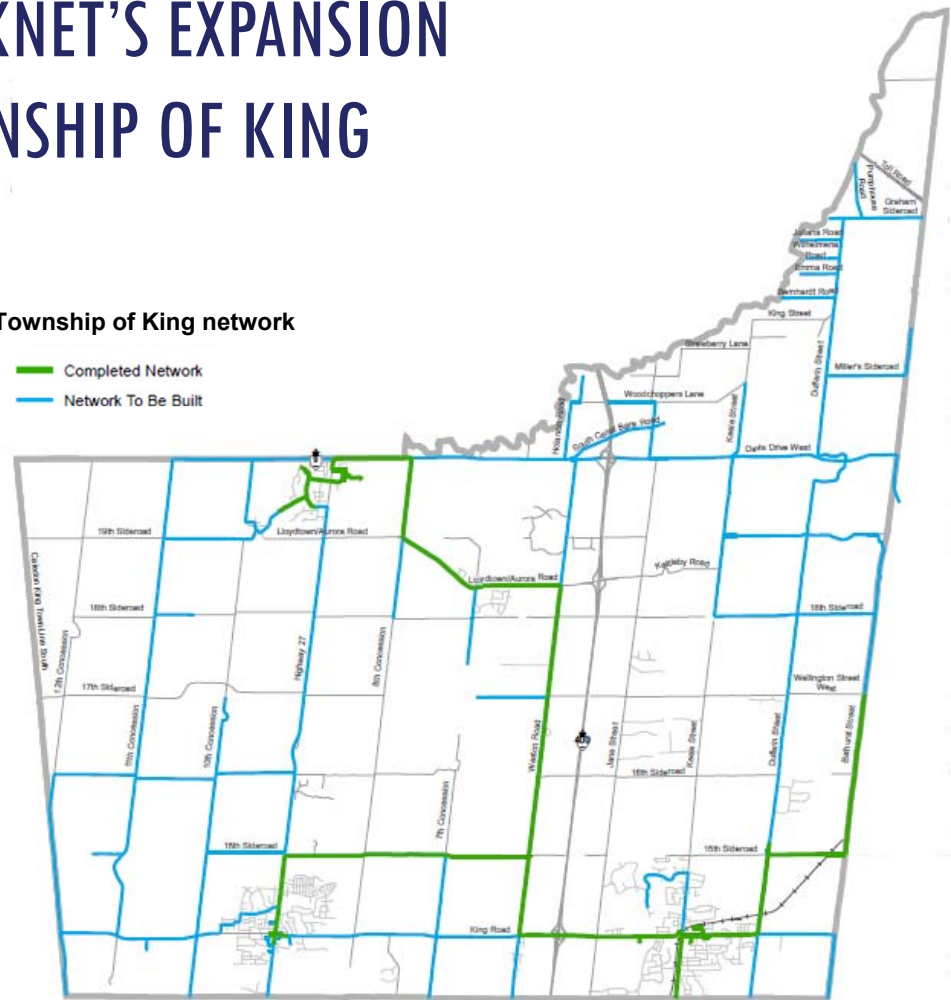 KNET'S EXPANSION
NSHIP OF KING
Township of King network
Completed Network
Network To Be Built
Toll Road
Pumphouse
Road
Graham
Sideroad
Juliana Road
Wilhelmena
Road
Emma Road
Bernhardt Road
King Street
Strawberry Lane
Dufferin Street
Miller's Sideroad
Woodchoppers Lane
Keele Street
South Canal Bank Road
Davis Drive West
19th Sideroad
Lloydtown/Aurora Road
Lloydtown/Aurora Road
Kettleby Road
Caledon King Town Line South
18th Sideroad
18th Sideroad
12th Concession
Highway 27
8th Concession
17th Sideroad
Wellington Street
West
11th Concession
10th Concession
Weston Road
Jane Street
Keele Street
Dufferin Street
Bathurst Street
16th Sideroad
7th Concession
15th Sideroad
15th Sideroad
King Road